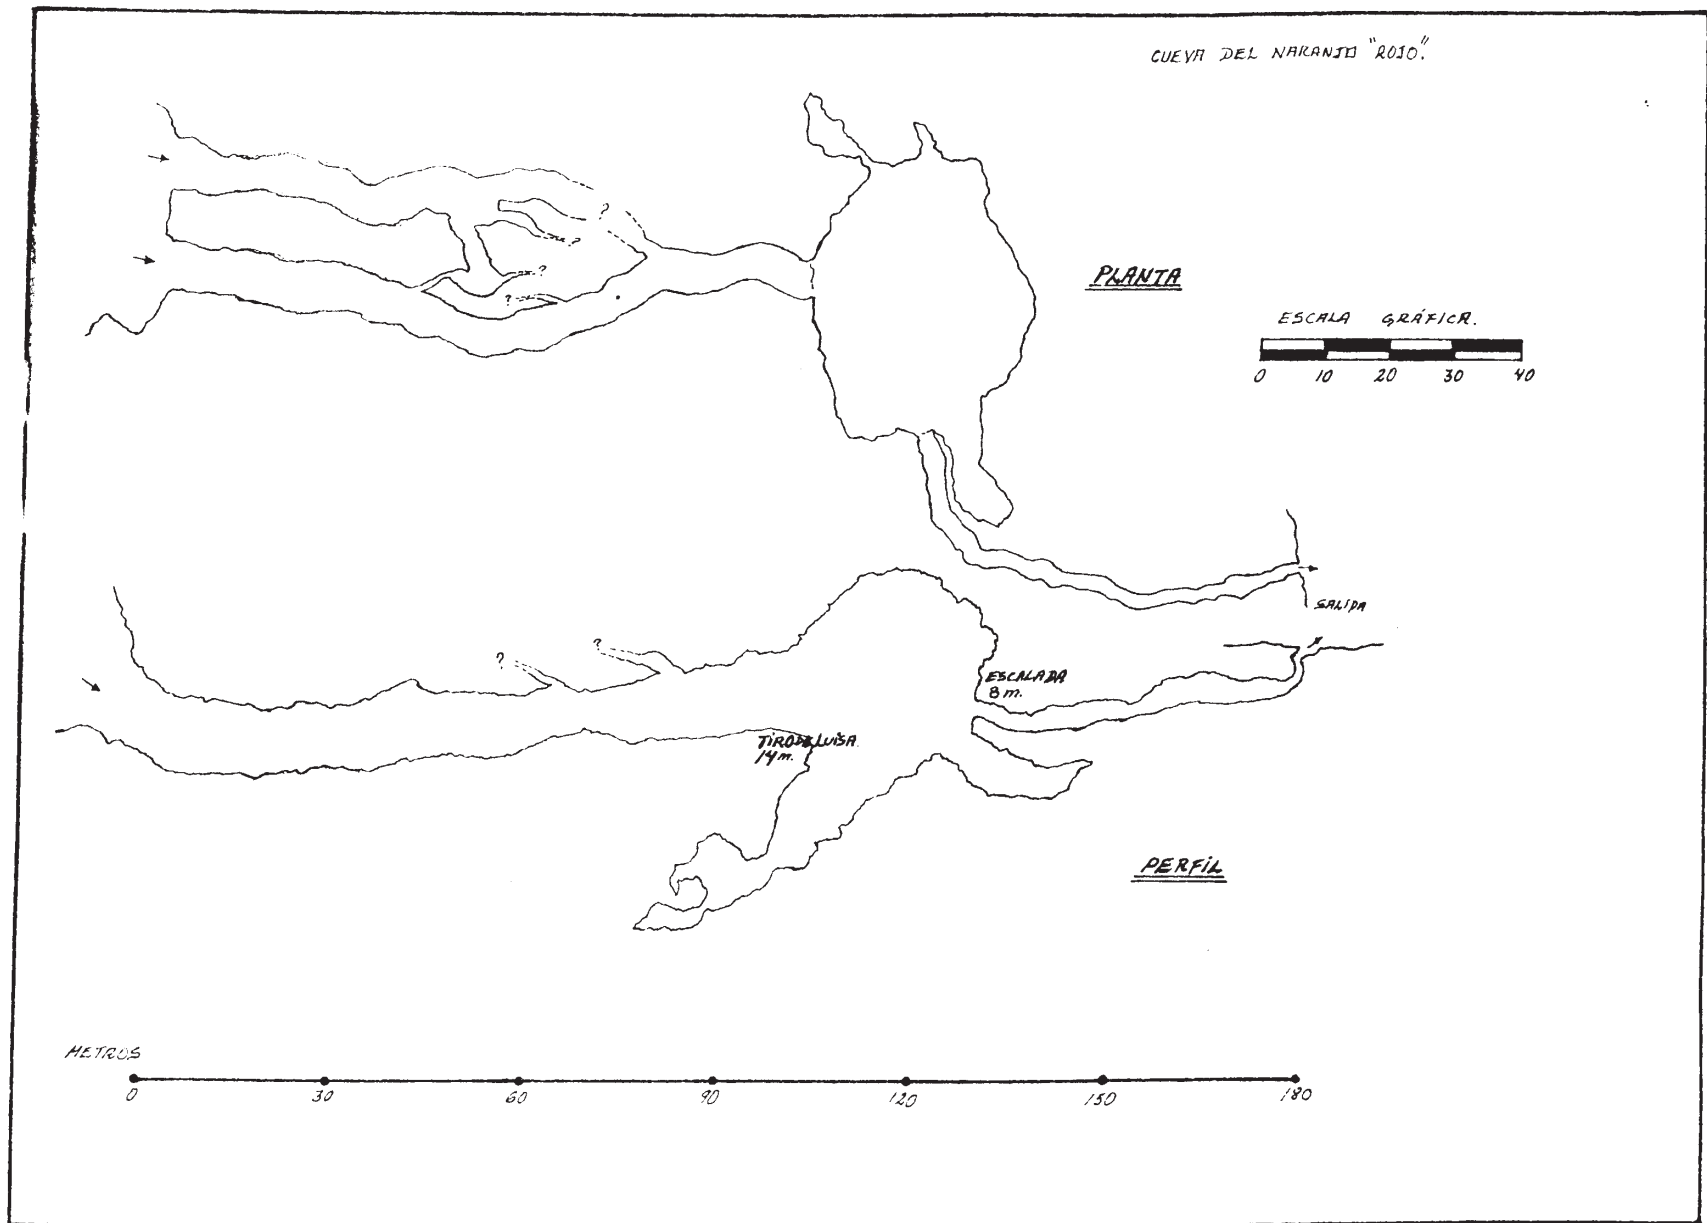 CUEVA DEL NARANJO "ROJO".
?
?
?
?
PLANTA
ESCALA GRÁFICA.
0 10 20 30 40
SALIDA
?
?
ESCALADA
8 m.
TIRO DE LUISA.
14 m.
PERFIL
METROS
0 30 60 90 120 150 180